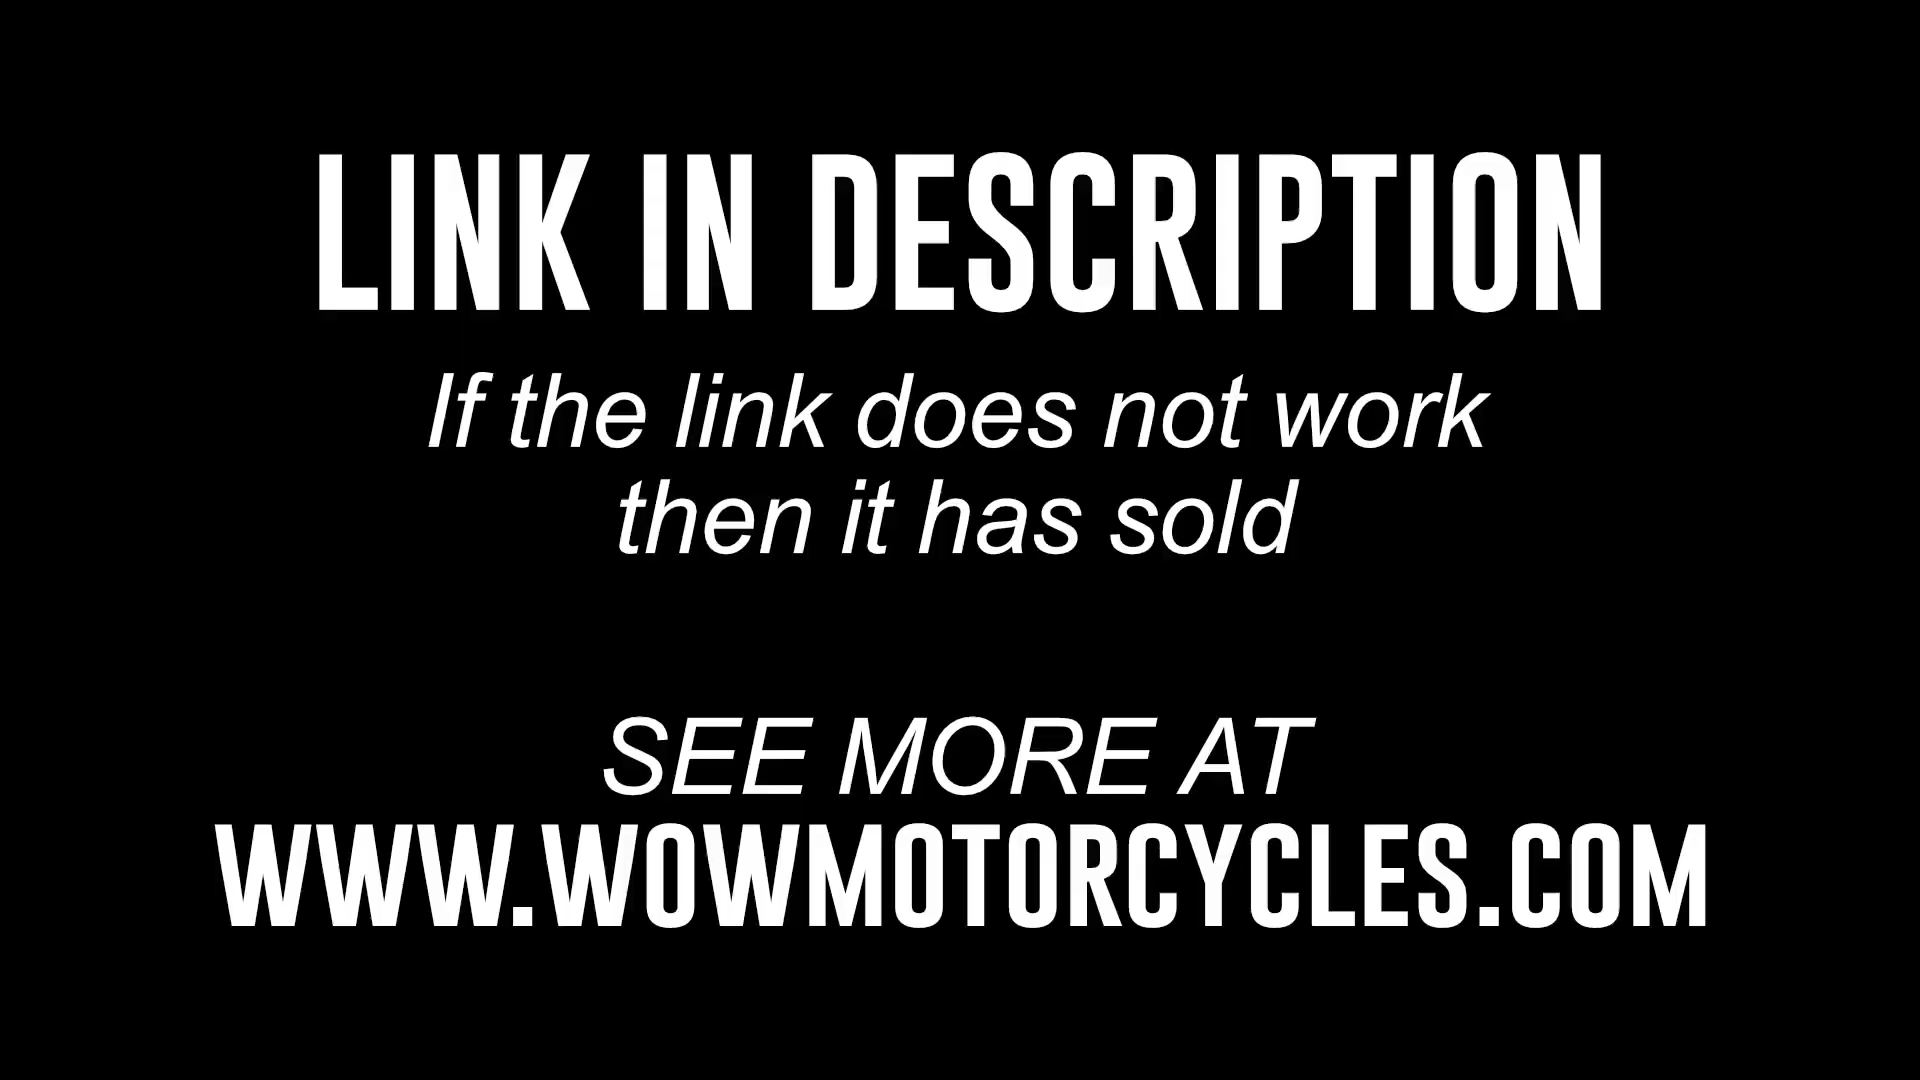 LINK IN DESCRIPTION
If the link does not work
then it has sold
SEE MORE AT
WWW.WOWMOTORCYCLES.COM